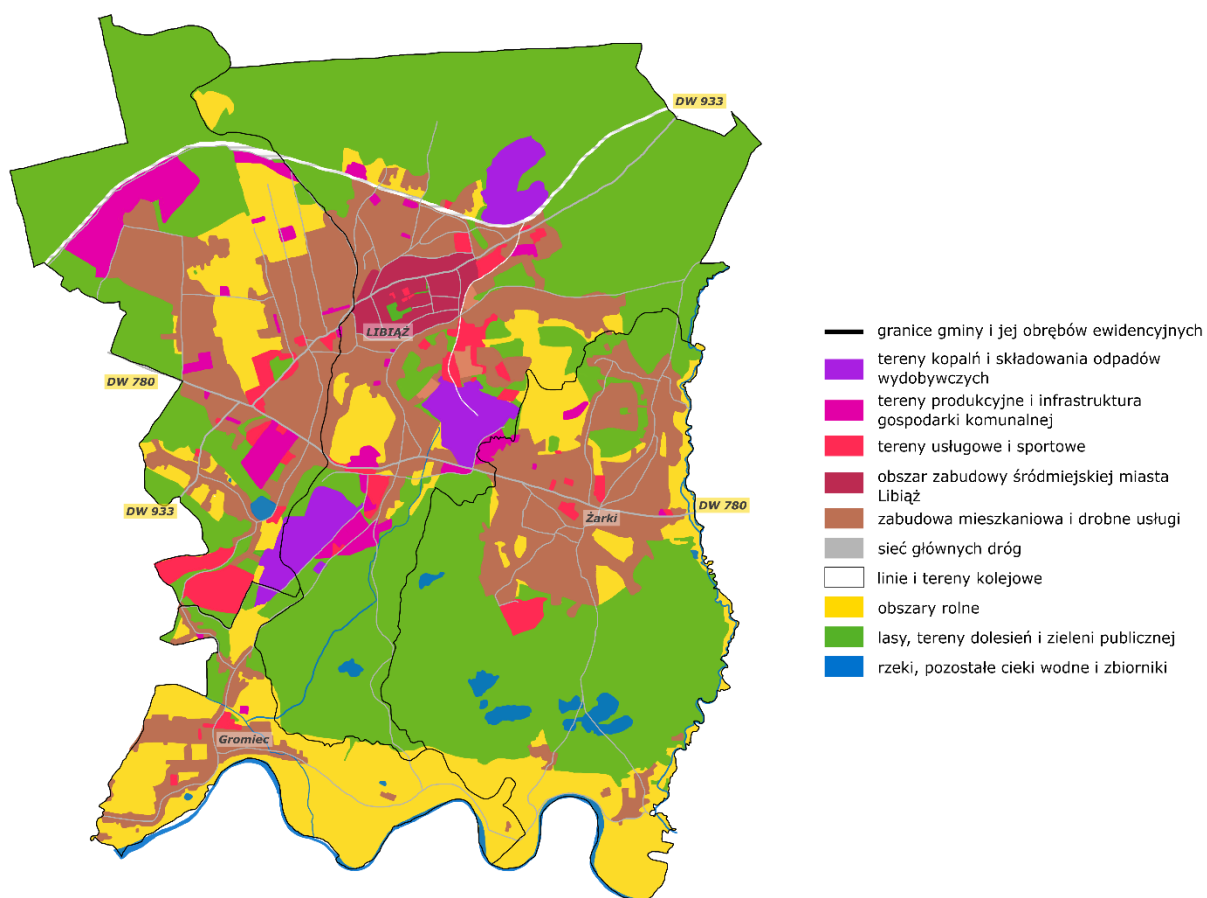 DW 933
LIBIĄŻ
DW 780
DW 933
DW 780
Żarki
Gromiec
granice gminy i jej obrębów ewidencyjnych
tereny kopalń i składowania odpadów
wydobywczych
tereny produkcyjne i infrastruktura
gospodarki komunalnej
tereny usługowe i sportowe
obszar zabudowy śródmiejskiej miasta
Libiąż
zabudowa mieszkaniowa i drobne usługi
sieć głównych dróg
linie i tereny kolejowe
obszary rolne
lasy, tereny dolesień i zieleni publicznej
rzeki, pozostałe cieki wodne i zbiorniki